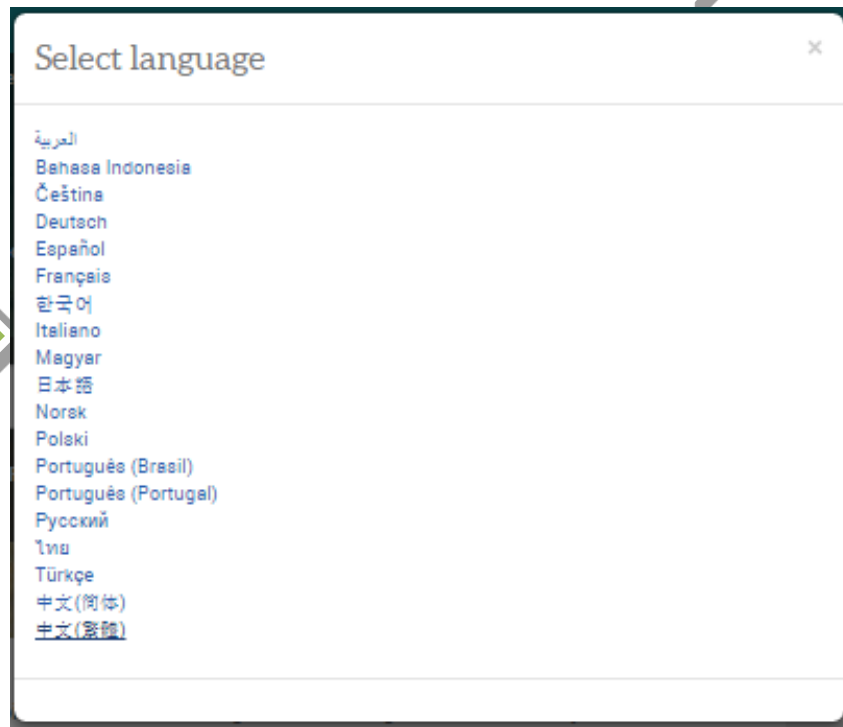 Select language
×
العربية
Bahasa Indonesia
Čeština
Deutsch
Español
Français
한국어
Italiano
Magyar
日本語
Norsk
Polski
Português (Brasil)
Português (Portugal)
Русский
ไทย
Türkçe
中文(简体)
中文(繁體)